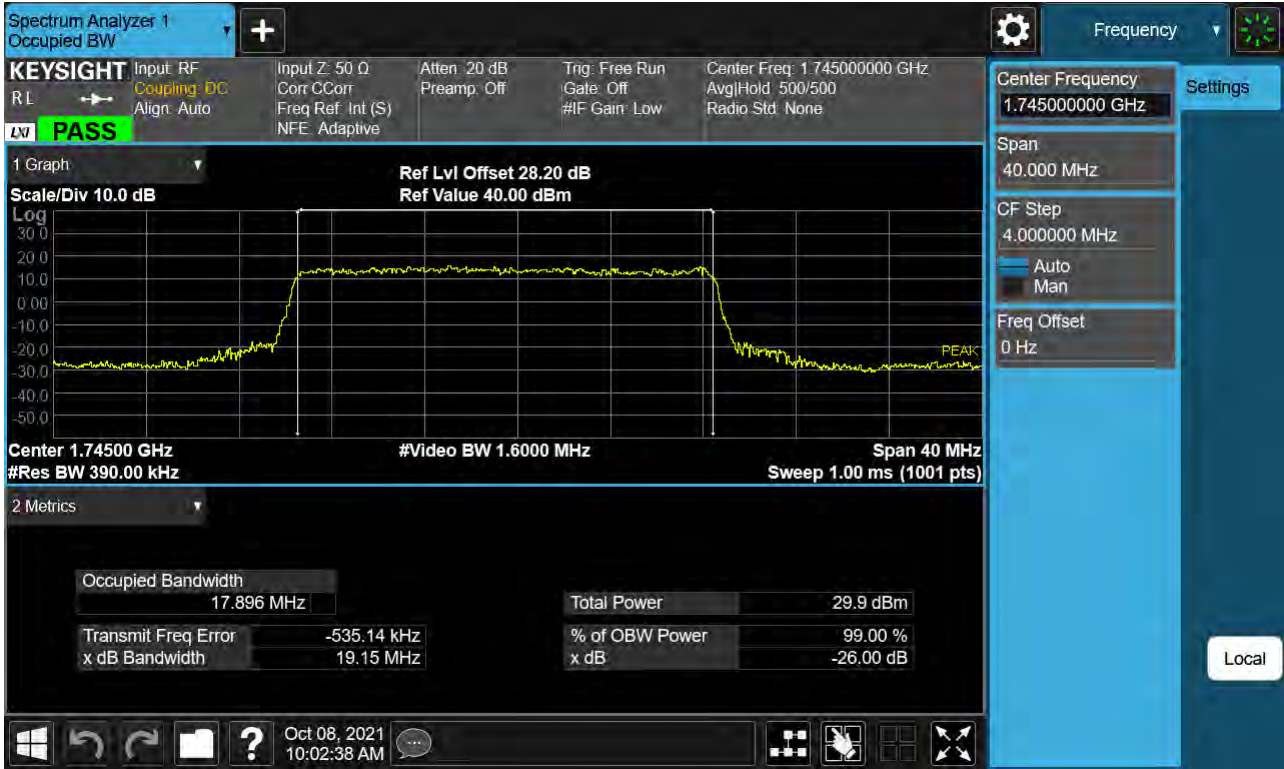 Spectrum Analyzer 1
Occupied BW
Frequency
KEYSIGHT
R L
LXI
PASS
Input: RF
Coupling: DC
Align: Auto
Input Z: 50 Ω
Corr CCorr
Freq Ref: Int (S)
NFE: Adaptive
Atten: 20 dB
Preamp: Off
Trig: Free Run
Gate: Off
#IF Gain: Low
Center Freq: 1.745000000 GHz
Avg|Hold: 500/500
Radio Std: None
Center Frequency
1.745000000 GHz
Settings
Span
40.000 MHz
CF Step
4.000000 MHz
Auto
Man
Freq Offset
0 Hz
Local
1 Graph
Scale/Div 10.0 dB
Ref Lvl Offset 28.20 dB
Ref Value 40.00 dBm
Log
30.0
20.0
10.0
0.00
-10.0
-20.0
-30.0
-40.0
-50.0
PEAK
Center 1.74500 GHz
#Video BW 1.6000 MHz
Span 40 MHz
#Res BW 390.00 kHz
Sweep 1.00 ms (1001 pts)
2 Metrics
Occupied Bandwidth
17.896 MHz
Total Power 29.9 dBm
Transmit Freq Error -535.14 kHz
% of OBW Power 99.00 %
x dB Bandwidth 19.15 MHz
x dB -26.00 dB
?
Oct 08, 2021
10:02:38 AM